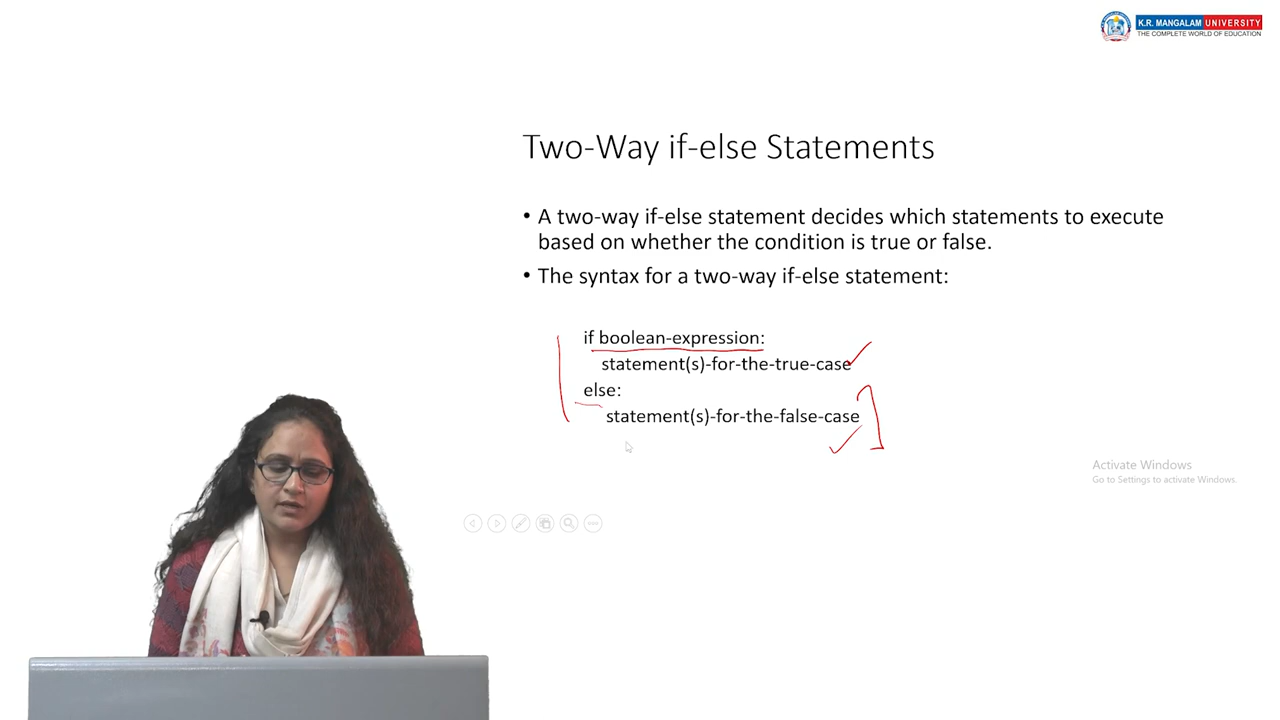 K.R. MANGALAM UNIVERSITY
THE COMPLETE WORLD OF EDUCATION
Two-Way if-else Statements
• A two-way if-else statement decides which statements to execute
based on whether the condition is true or false.
• The syntax for a two-way if-else statement:
if boolean-expression:
statement(s)-for-the-true-case
else:
statement(s)-for-the-false-case
Activate Windows
Go to Settings to activate Windows.